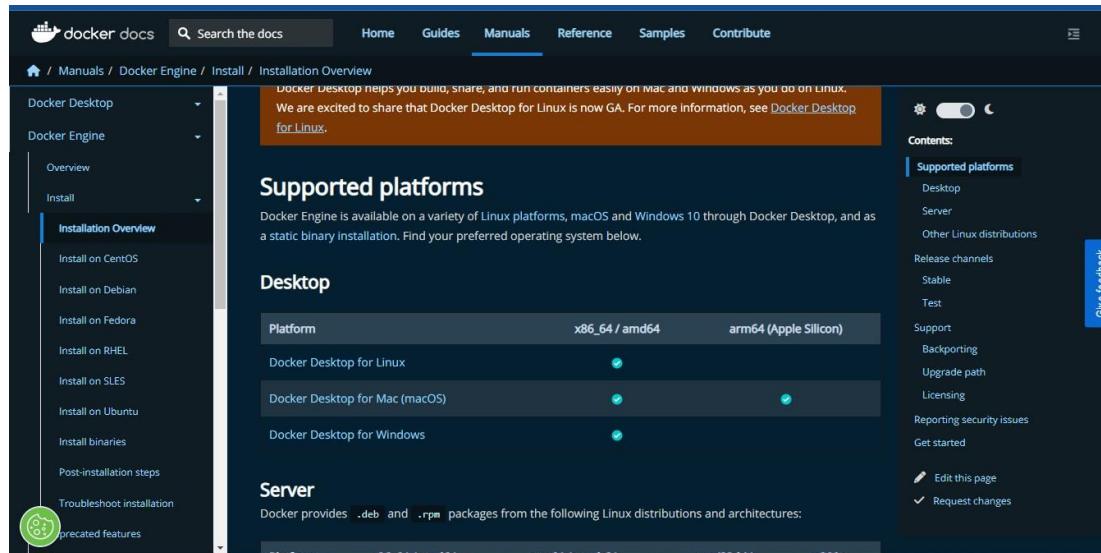 docker docs
Search the docs
Home
Guides
Manuals
Reference
Samples
Contribute
/ Manuals / Docker Engine / Install / Installation Overview
Docker Desktop
Docker Engine
Overview
Install
Installation Overview
Install on CentOS
Install on Debian
Install on Fedora
Install on RHEL
Install on SLES
Install on Ubuntu
Install binaries
Post-installation steps
Troubleshoot installation
precated features
Docker Desktop helps you build, share, and run containers easily on Mac and Windows as you do on Linux.
We are excited to share that Docker Desktop for Linux is now GA. For more information, see Docker Desktop
for Linux.
Supported platforms
Docker Engine is available on a variety of Linux platforms, macOS and Windows 10 through Docker Desktop, and as
a static binary installation. Find your preferred operating system below.
Desktop
Platform x86_64 / amd64 arm64 (Apple Silicon)
Docker Desktop for Linux
Docker Desktop for Mac (macOS)
Docker Desktop for Windows
Server
Docker provides .deb and .rpm packages from the following Linux distributions and architectures:
Contents:
Supported platforms
Desktop
Server
Other Linux distributions
Release channels
Stable
Test
Support
Backporting
Upgrade path
Licensing
Reporting security issues
Get started
Edit this page
Request changes
Give feedback